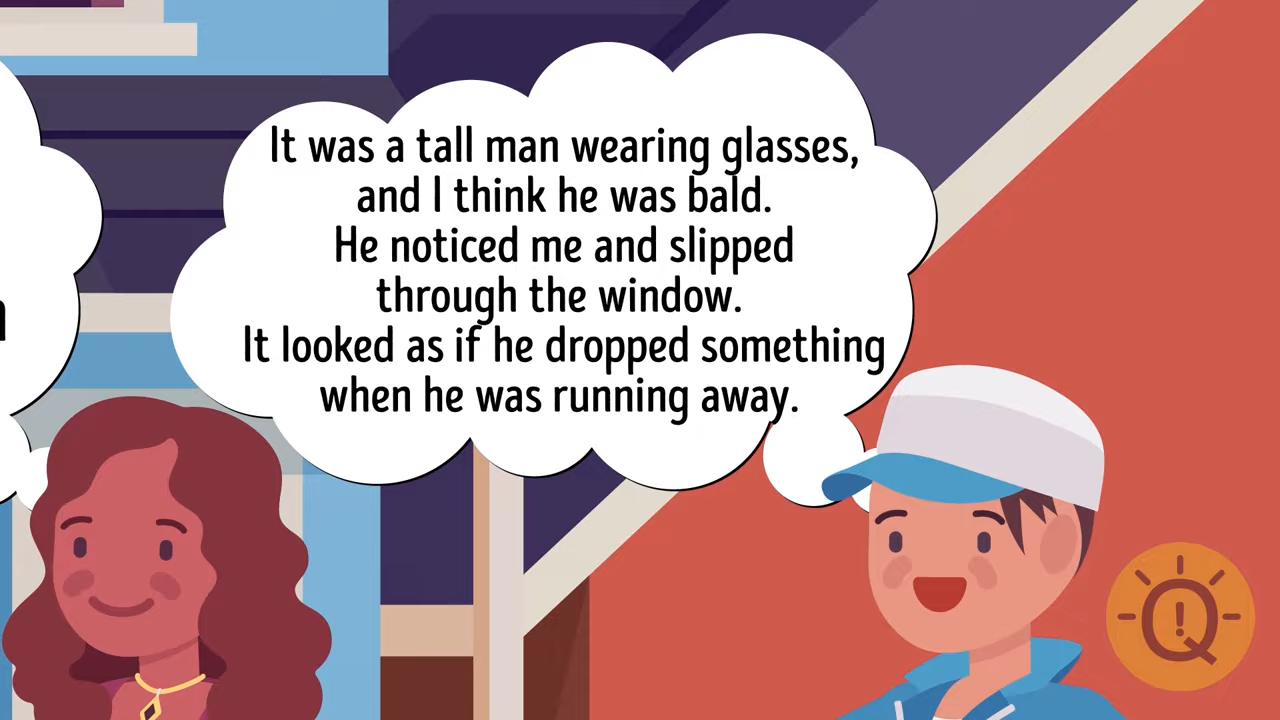 It was a tall man wearing glasses,
and I think he was bald.
He noticed me and slipped
through the window.
It looked as if he dropped something
when he was running away.
Q!